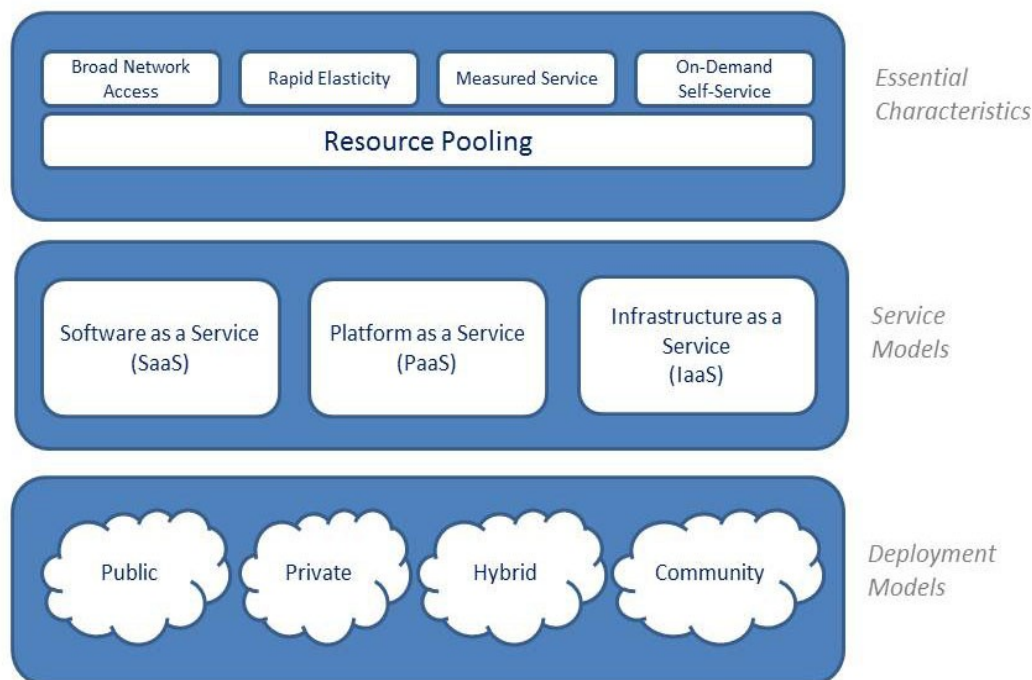 Broad Network
Access
Rapid Elasticity
Measured Service
On-Demand
Self-Service
Resource Pooling
Essential
Characteristics
Software as a Service
(SaaS)
Platform as a Service
(PaaS)
Infrastructure as a
Service
(IaaS)
Service
Models
Public
Private
Hybrid
Community
Deployment
Models